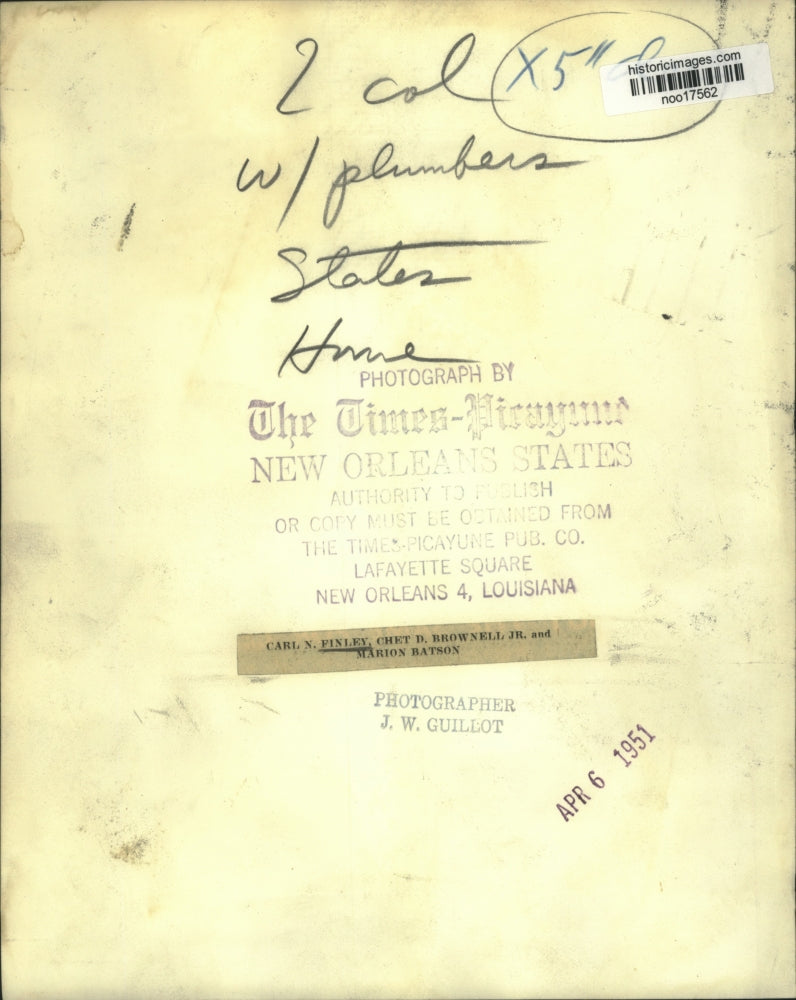 2 col X 5"
historicimages.com
noo17562
w/ plumbers
States
Home
PHOTOGRAPH BY
The Times-Picayune
NEW ORLEANS STATES
AUTHORITY TO PUBLISH
OR COPY MUST BE OBTAINED FROM
THE TIMES-PICAYUNE PUB. CO.
LAFAYETTE SQUARE
NEW ORLEANS 4, LOUISIANA
CARL N. FINLEY, CHET D. BROWNELL JR. and
MARION BATSON
PHOTOGRAPHER
J. W. GUILLOT
APR 6 1951